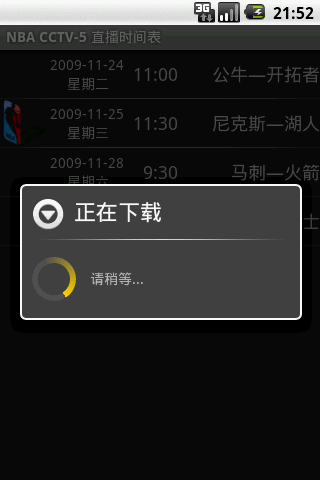 3G 21:52
NBA CCTV-5 直播时间表
2009-11-24 11:00 公牛—开拓者
星期二
2009-11-25 11:30 尼克斯—湖人
星期三
2009-11-28 9:30 马刺—火箭
星期六
士
正在下载
请稍等...